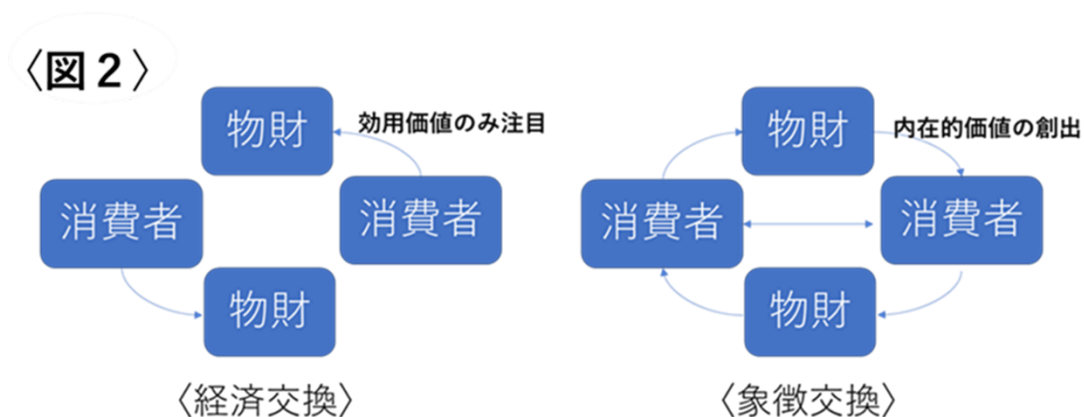 〈図２〉
物財
効用価値のみ注目
消費者
消費者
物財
〈経済交換〉
物財
内在的価値の創出
消費者
消費者
物財
〈象徴交換〉